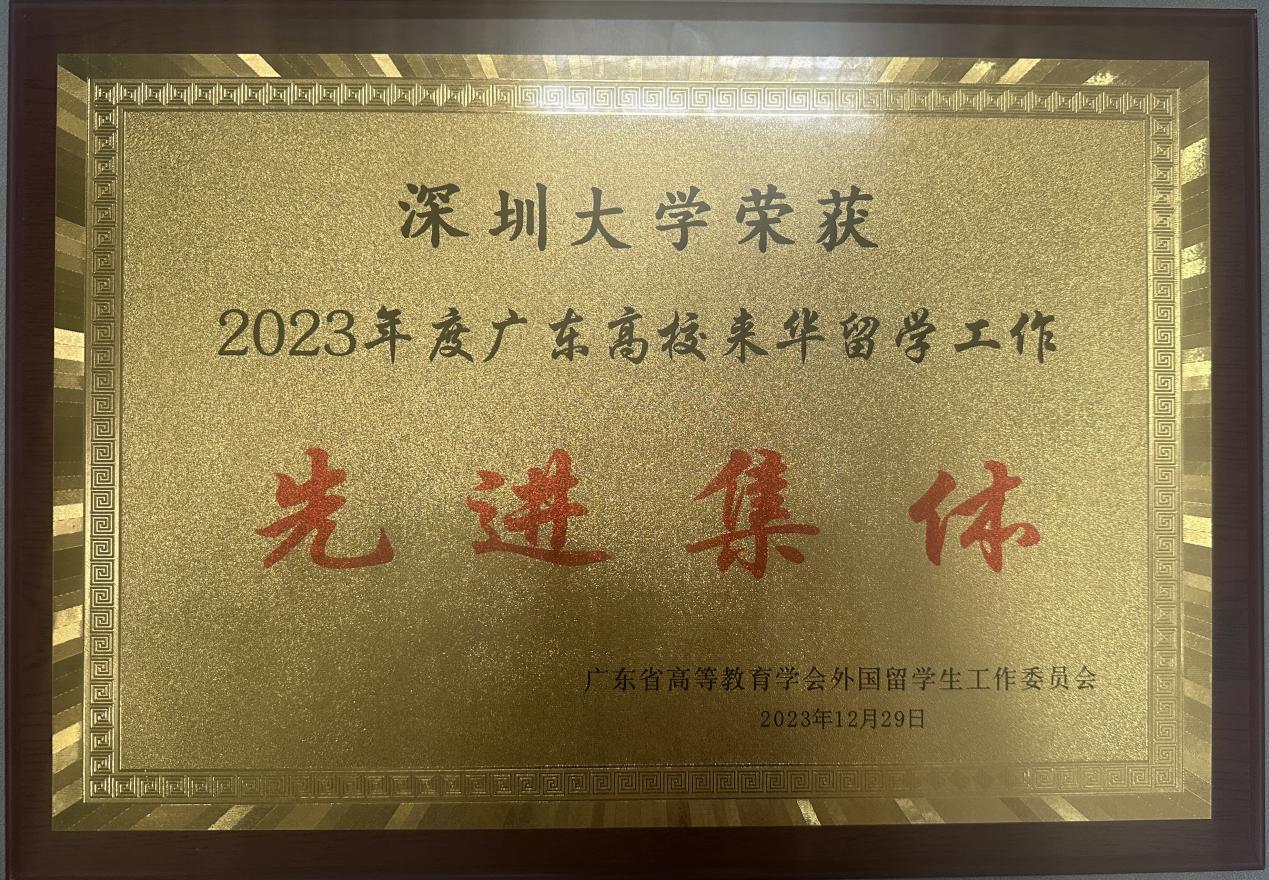 深圳大学荣获
2023年度广东高校来华留学工作
先进集体
广东省高等教育学会外国留学生工作委员会
2023年12月29日